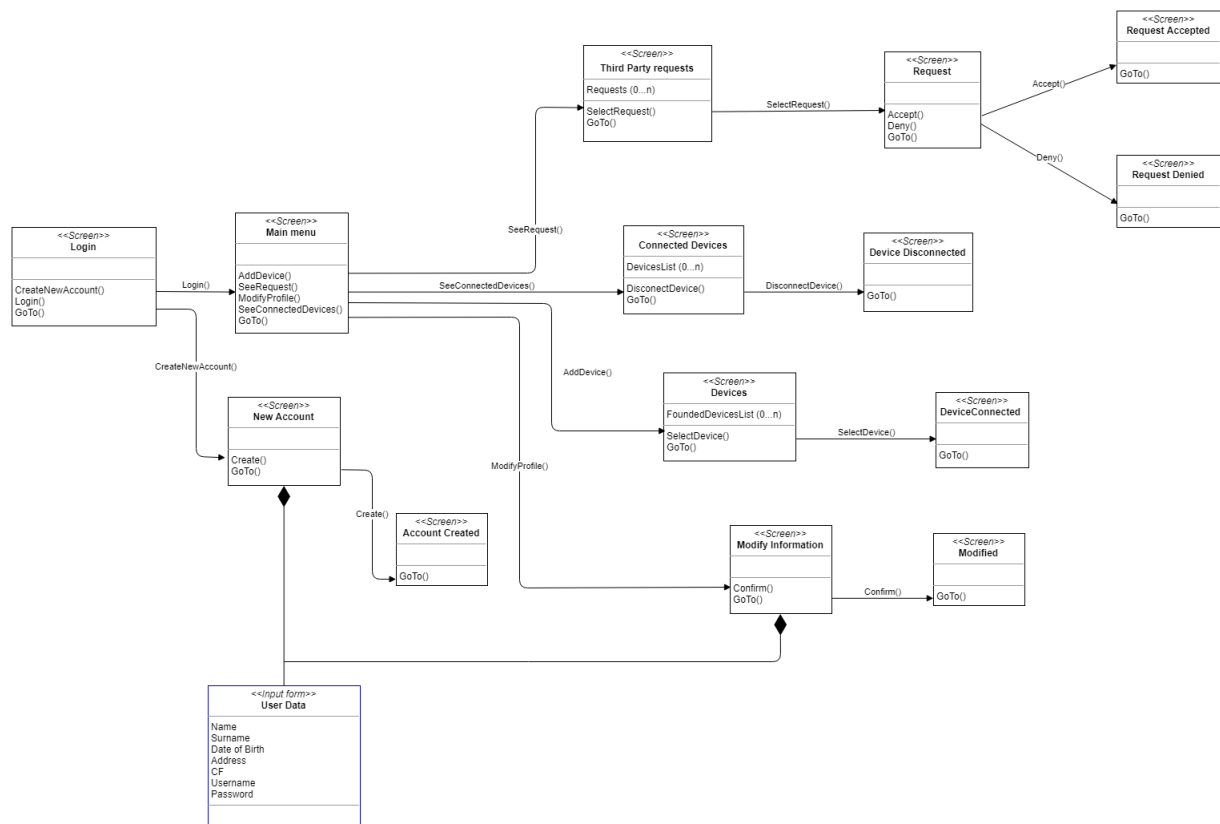 <<Screen>>
Request Accepted
GoTo()
<<Screen>>
Third Party requests
Requests (0...n)
SelectRequest()
GoTo()
SelectRequest()
<<Screen>>
Request
Accept()
Deny()
GoTo()
Accept()
Deny()
<<Screen>>
Request Denied
GoTo()
<<Screen>>
Login
CreateNewAccount()
Login()
GoTo()
Login()
<<Screen>>
Main menu
AddDevice()
SeeRequest()
ModifyProfile()
SeeConnectedDevices()
GoTo()
SeeRequest()
SeeConnectedDevices()
<<Screen>>
Connected Devices
DevicesList (0...n)
DisconectDevice()
GoTo()
DisconnectDevice()
<<Screen>>
Device Disconnected
GoTo()
CreateNewAccount()
AddDevice()
<<Screen>>
Devices
FoundedDevicesList (0...n)
SelectDevice()
GoTo()
SelectDevice()
<<Screen>>
DeviceConnected
GoTo()
<<Screen>>
New Account
Create()
GoTo()
ModifyProfile()
Create()
<<Screen>>
Account Created
GoTo()
<<Screen>>
Modify Information
Confirm()
GoTo()
Confirm()
<<Screen>>
Modified
GoTo()
<<Input form>>
User Data
Name
Surname
Date of Birth
Address
CF
Username
Password